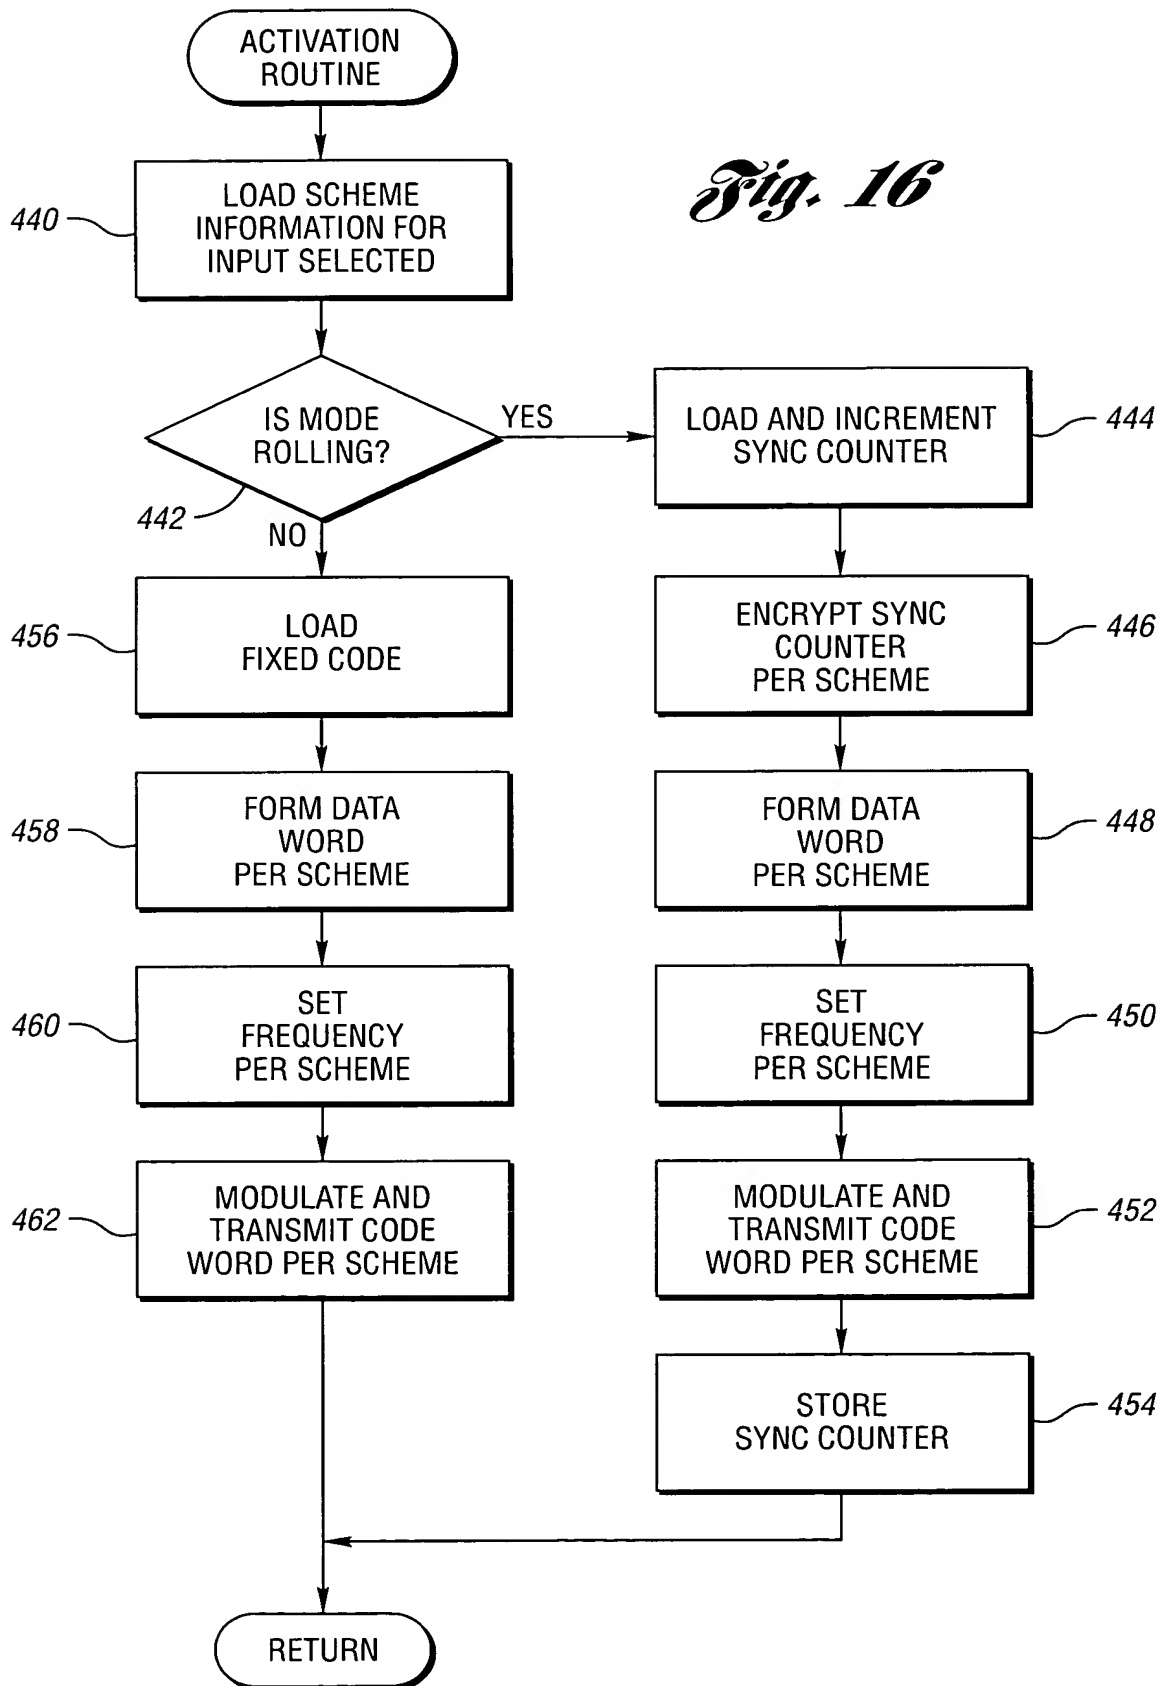 ACTIVATION
ROUTINE
Fig. 16
440
LOAD SCHEME
INFORMATION FOR
INPUT SELECTED
IS MODE
ROLLING?
YES
442
NO
LOAD AND INCREMENT
SYNC COUNTER
444
456
LOAD
FIXED CODE
ENCRYPT SYNC
COUNTER
PER SCHEME
446
458
FORM DATA
WORD
PER SCHEME
FORM DATA
WORD
PER SCHEME
448
460
SET
FREQUENCY
PER SCHEME
SET
FREQUENCY
PER SCHEME
450
462
MODULATE AND
TRANSMIT CODE
WORD PER SCHEME
MODULATE AND
TRANSMIT CODE
WORD PER SCHEME
452
STORE
SYNC COUNTER
454
RETURN